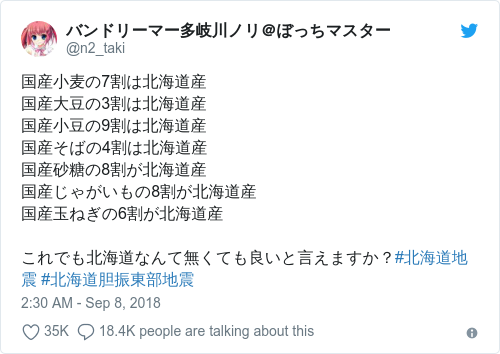 バンドリーマー多岐川ノリ＠ぼっちマスター
@n2_taki
国産小麦の7割は北海道産
国産大豆の3割は北海道産
国産小豆の9割は北海道産
国産そばの4割は北海道産
国産砂糖の8割が北海道産
国産じゃがいもの8割が北海道産
国産玉ねぎの6割が北海道産
これでも北海道なんて無くても良いと言えますか？#北海道地
震 #北海道胆振東部地震
2:30 AM - Sep 8, 2018
35K 18.4K people are talking about this